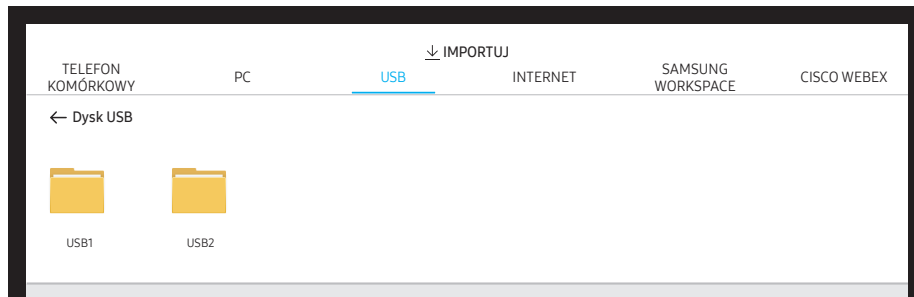 IMPORTUJ
TELEFON
KOMÓRKOWY
PC
USB
INTERNET
SAMSUNG
WORKSPACE
CISCO WEBEX
Dysk USB
USB1
USB2